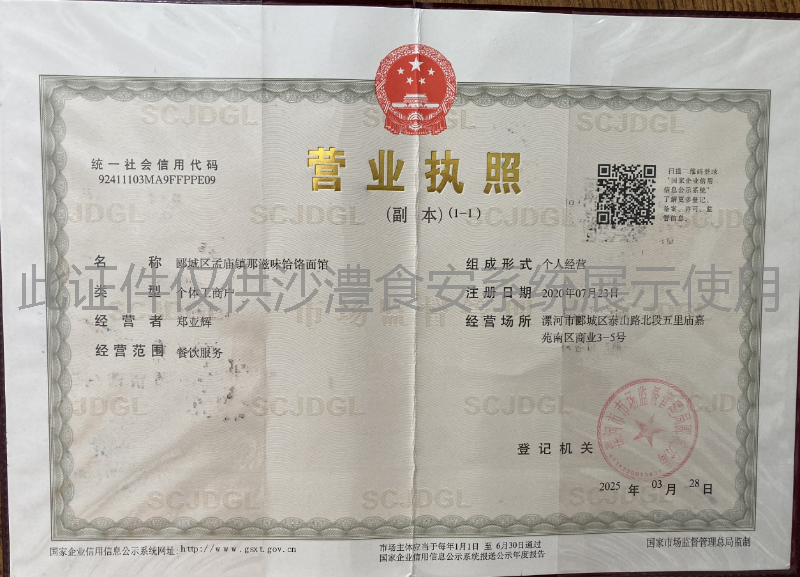 营业执照
(副 本)(1-1)
统一社会信用代码
92411103MA9FFPPE09
扫描二维码登录
"国家企业信用
信息公示系统"
了解更多登记、
备案、许可、监
管信息。
名 称 郾城区孟庙镇那滋味饸饹面馆
类 型 个体工商户
经 营 者 郑亚辉
经 营 范 围 餐饮服务
组 成 形 式 个人经营
注 册 日 期 2020年07月23日
经 营 场 所 漯河市郾城区泰山路北段五里庙嘉
苑南区商业3-5号
此证件仅供沙澧食安系统展示使用
登 记 机 关
2025 年 03 月 28 日
国家企业信用信息公示系统网址: http://www.gsxt.gov.cn
市场主体应当于每年1月1日 至 6月30日通过
国家企业信用信息公示系统报送公示年度报告
国家市场监督管理总局监制
SCJDGL